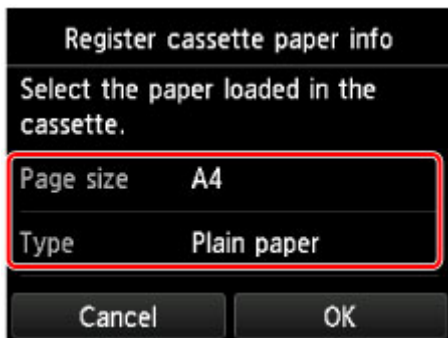 Register cassette paper info
Select the paper loaded in the
cassette.
Page size A4
Type Plain paper
Cancel OK